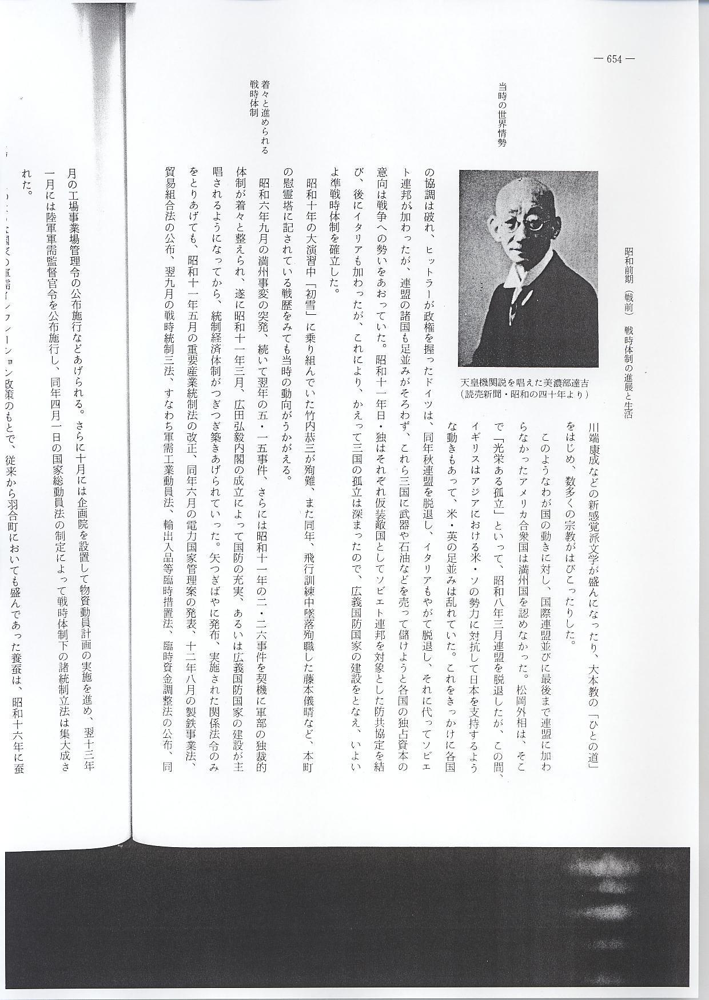 ― 654 ―
昭和前期（戦前）　戦時体制の進展と生活
天皇機関説を唱えた美濃部達吉
（読売新聞・昭和の四十年より）
川端康成などの新感覚派文学が盛んになったり、大本教の「ひとの道」
をはじめ、数多くの宗教がはびこったりした。
当時の世界情勢
このようなわが国の動きに対し、国際連盟並びに最後まで連盟に加わ
らなかったアメリカ合衆国は満州国を認めなかった。松岡外相は、そこ
で「光栄ある孤立」といって、昭和八年三月連盟を脱退したが、この間、
イギリスはアジアにおける米・ソの勢力に対抗して日本を支持するよう
な動きもあって、米・英の足並みは乱れていた。これをきっかけに各国
の協調は破れ、ヒットラーが政権を握ったドイツは、同年秋連盟を脱退し、イタリアもやがて脱退し、それに代ってソビエ
ト連邦が加わったが、連盟の諸国も足並みがそろわず、これら三国に武器や石油などを売って儲けようと各国の独占資本の
意向は戦争への勢いをあおっていた。昭和十一年日・独はそれぞれ仮装敵国としてソビエト連邦を対象とした防共協定を結
び、後にイタリアも加わったが、これにより、かえって三国の孤立は深まったので、広義国防国家の建設をとなえ、いよい
よ準戦時体制を確立した。
昭和十年の大演習中「初雪」に乗り組んでいた竹内恭三が殉難、また同年、飛行訓練中墜落殉職した藤本儀晴など、本町
の慰霊塔に記されている戦歴をみても当時の動向がうかがえる。
着々と進められる
戦時体制
昭和六年九月の満州事変の突発、続いて翌年の五・一五事件、さらには昭和十一年の二・二六事件を契機に軍部の独裁的
体制が着々と整えられ、遂に昭和十一年三月、広田弘毅内閣の成立によって国防の充実、あるいは広義国防国家の建設が主
唱されるようになってから、統制経済体制がつぎつぎ築きあげられていった。矢つぎばやに発布、実施された関係法令のみ
をとりあげても、昭和十一年五月の重要産業統制法の改正、同年六月の電力国家管理案の発表、十二年八月の製鉄事業法、
貿易組合法の公布、翌九月の戦時統制三法、すなわち軍需工業動員法、輸出入品等臨時措置法、臨時資金調整法の公布、同
月の工場事業場管理令の公布施行などあげられる。さらに十月には企画院を設置して物資動員計画の実施を進め、翌十三年
一月には陸軍軍需監督官令を公布施行し、同年四月一日の国家総動員法の制定によって戦時体制下の諸統制立法は集大成さ
れた。
政策のもとで、従来から羽合町においても盛んであった養蚕は、昭和十六年に蚕